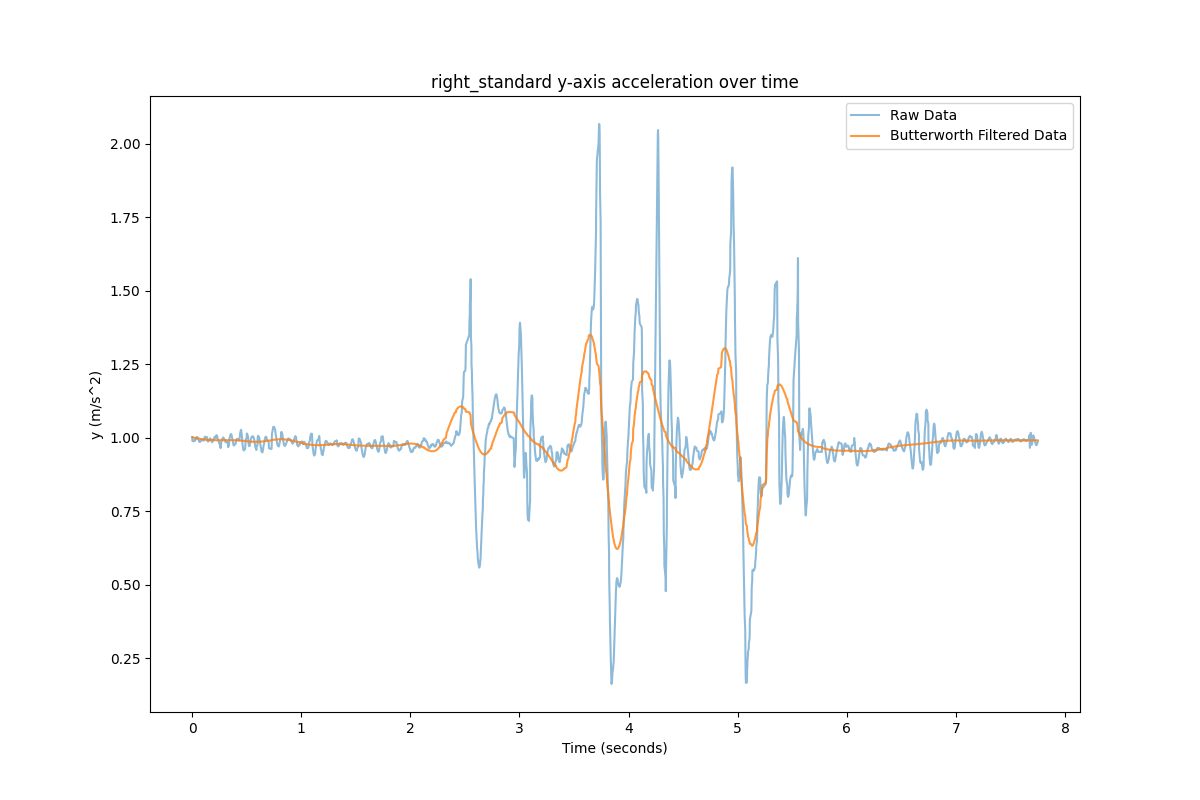 right_standard y-axis acceleration over time
Raw Data
Butterworth Filtered Data
y (m/s^2)
2.00
1.75
1.50
1.25
1.00
0.75
0.50
0.25
0 1 2 3 4 5 6 7 8
Time (seconds)